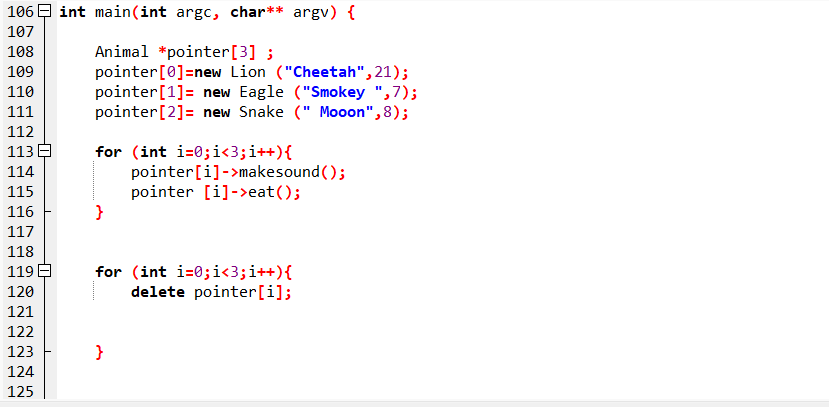 106 int main(int argc, char** argv) {
107
108 Animal *pointer[3] ;
109 pointer[0]=new Lion ("Cheetah",21);
110 pointer[1]= new Eagle ("Smokey ",7);
111 pointer[2]= new Snake (" Mooon",8);
112
113 for (int i=0;i<3;i++){
114 pointer[i]->makesound();
115 pointer [i]->eat();
116 }
117
118
119 for (int i=0;i<3;i++){
120 delete pointer[i];
121
122
123 }
124
125